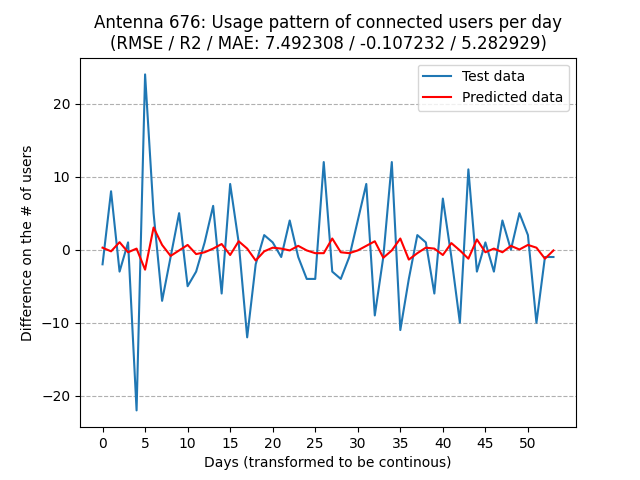 Antenna 676: Usage pattern of connected users per day
(RMSE / R2 / MAE: 7.492308 / -0.107232 / 5.282929)
Test data
Predicted data
Difference on the # of users
20
10
0
−10
−20
0 5 10 15 20 25 30 35 40 45 50
Days (transformed to be continous)